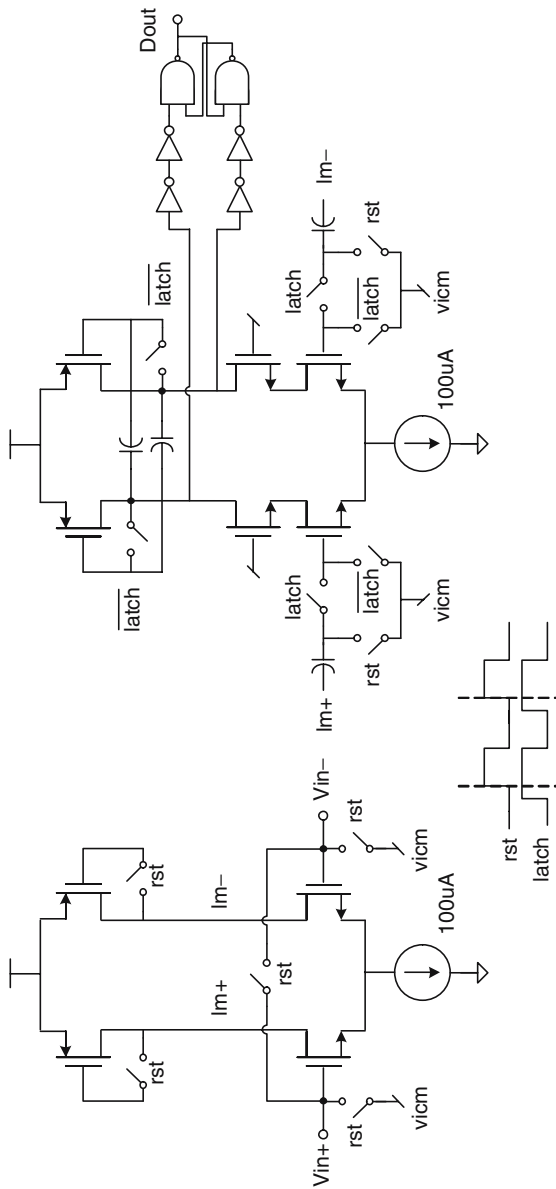 Dout
latch
latch
Im+
latch
latch
rst
vicm
100uA
latch
latch
rst
vicm
Im−
rst
rst
Im+
Im−
Vin+
Vin−
rst
rst
vicm
rst
vicm
100uA
rst
latch